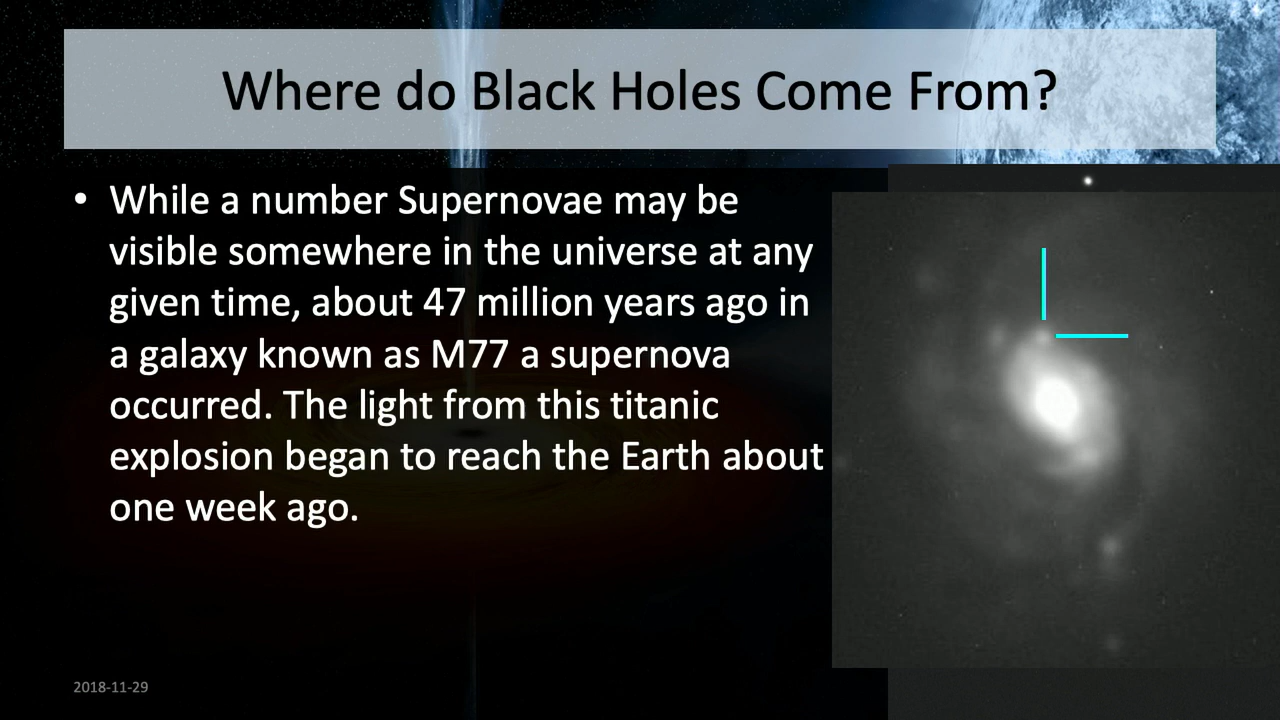 Where do Black Holes Come From?
• While a number Supernovae may be
visible somewhere in the universe at any
given time, about 47 million years ago in
a galaxy known as M77 a supernova
occurred. The light from this titanic
explosion began to reach the Earth about
one week ago.
2018-11-29